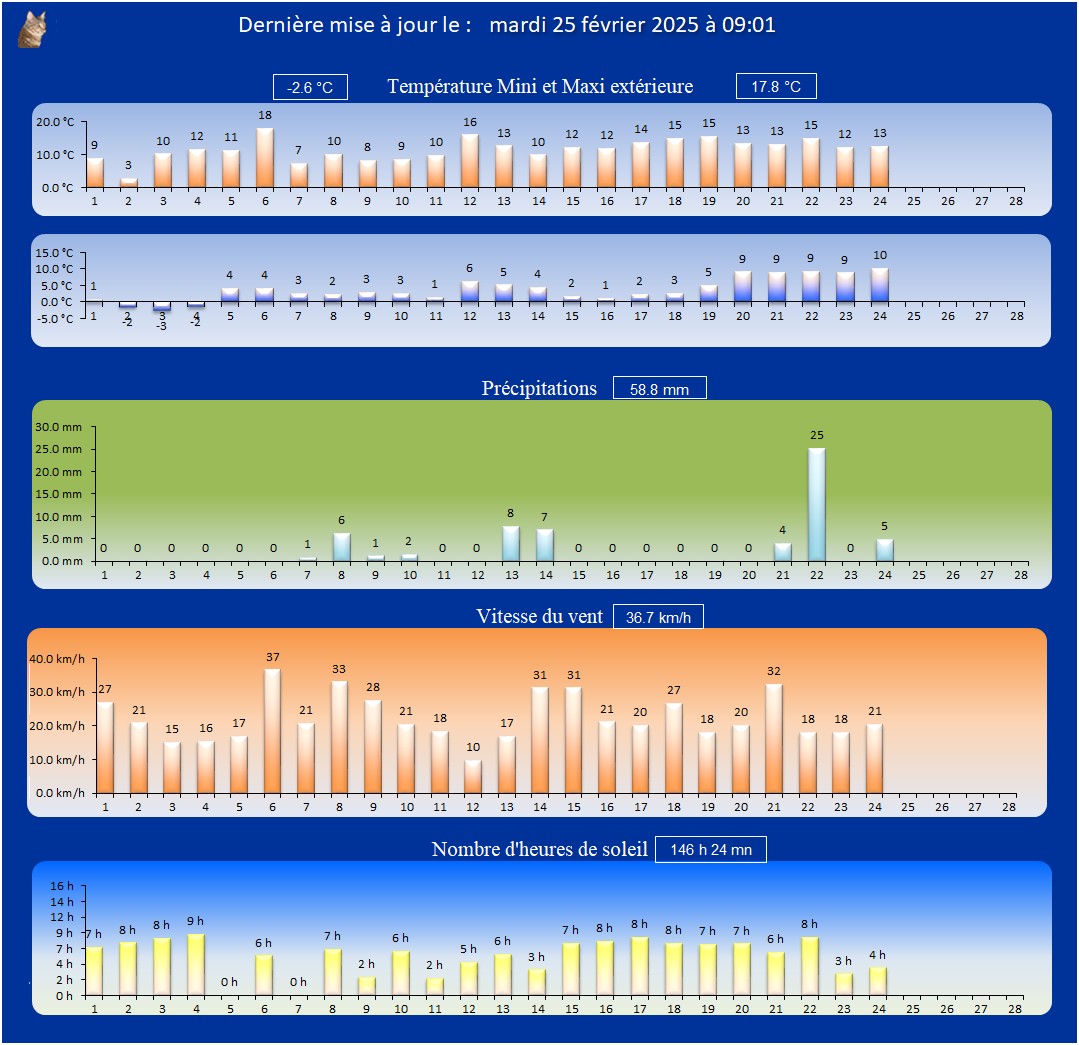 Dernière mise à jour le : mardi 25 février 2025 à 09:01
-2.6 °C Température Mini et Maxi extérieure 17.8 °C
20.0 °C
10.0 °C
0.0 °C
9 3 10 12 11 18 7 10 8 9 10 16 13 10 12 12 14 15 15 13 13 15 12 13
1 2 3 4 5 6 7 8 9 10 11 12 13 14 15 16 17 18 19 20 21 22 23 24 25 26 27 28
15.0 °C
10.0 °C
5.0 °C
0.0 °C
-5.0 °C
1 -2 -3 -2 4 4 3 2 3 3 1 6 5 4 2 1 2 3 5 9 9 9 9 10
1 2 3 4 5 6 7 8 9 10 11 12 13 14 15 16 17 18 19 20 21 22 23 24 25 26 27 28
Précipitations 58.8 mm
30.0 mm
25.0 mm
20.0 mm
15.0 mm
10.0 mm
5.0 mm
0.0 mm
0 0 0 0 0 0 1 6 1 2 0 0 8 7 0 0 0 0 0 0 4 25 0 5
1 2 3 4 5 6 7 8 9 10 11 12 13 14 15 16 17 18 19 20 21 22 23 24 25 26 27 28
Vitesse du vent 36.7 km/h
40.0 km/h
30.0 km/h
20.0 km/h
10.0 km/h
0.0 km/h
27 21 15 16 17 37 21 33 28 21 18 10 17 31 31 21 20 27 18 20 32 18 18 21
1 2 3 4 5 6 7 8 9 10 11 12 13 14 15 16 17 18 19 20 21 22 23 24 25 26 27 28
Nombre d'heures de soleil 146 h 24 mn
16 h
14 h
12 h
9 h
7 h
4 h
2 h
0 h
7 h 8 h 8 h 9 h 0 h 6 h 0 h 7 h 2 h 6 h 2 h 5 h 6 h 3 h 7 h 8 h 8 h 8 h 7 h 7 h 6 h 8 h 3 h 4 h
1 2 3 4 5 6 7 8 9 10 11 12 13 14 15 16 17 18 19 20 21 22 23 24 25 26 27 28